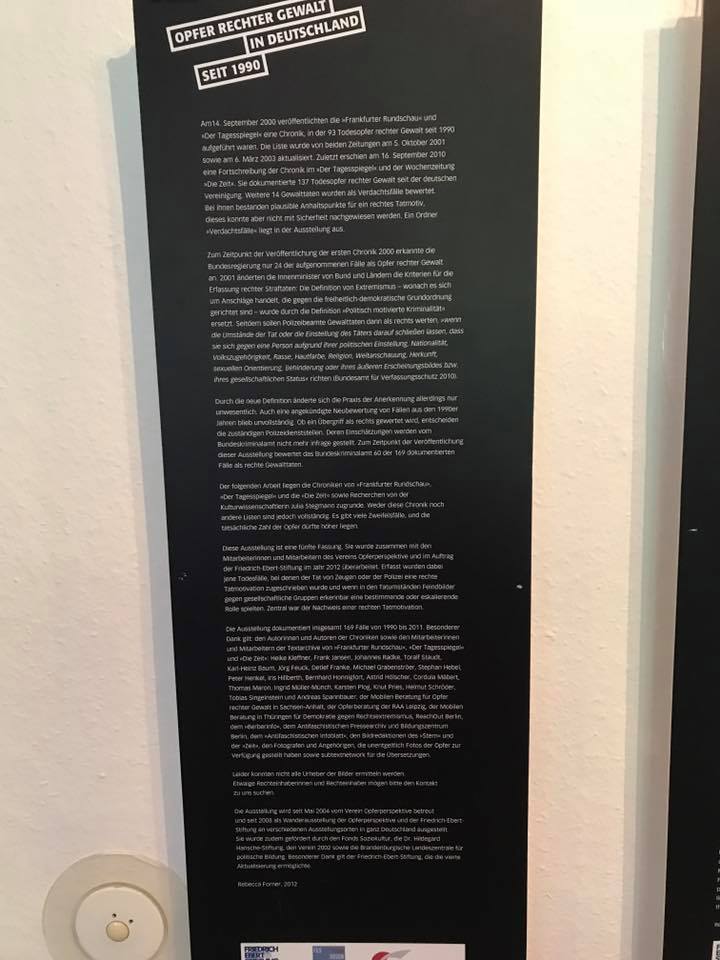 OPFER RECHTER GEWALT
IN DEUTSCHLAND
SEIT 1990
Am14. September 2000 veröffentlichten die »Frankfurter Rundschau« und
»Der Tagesspiegel« eine Chronik, in der 93 Todesopfer rechter Gewalt seit 1990
aufgeführt waren. Die Liste wurde von beiden Zeitungen am 5. Oktober 2001
sowie am 6. März 2003 aktualisiert. Zuletzt erschien am 16. September 2010
eine Fortschreibung der Chronik im »Der Tagesspiegel« und der Wochenzeitung
»Die Zeit«. Sie dokumentierte 137 Todesopfer rechter Gewalt seit der deutschen
Vereinigung. Weitere 14 Gewalttaten wurden als Verdachtsfälle bewertet.
Bei ihnen bestanden plausible Anhaltspunkte für ein rechtes Tatmotiv,
dieses konnte aber nicht mit Sicherheit nachgewiesen werden. Ein Ordner
»Verdachtsfälle« liegt in der Ausstellung aus.
Zum Zeitpunkt der Veröffentlichung der ersten Chronik 2000 erkannte die
Bundesregierung nur 24 der aufgenommenen Fälle als Opfer rechter Gewalt
an. 2001 änderten die Innenminister von Bund und Ländern die Kriterien für die
Erfassung rechter Straftaten: Die Definition von Extremismus – wonach es sich
um Anschläge handelt, die gegen die freiheitlich-demokratische Grundordnung
gerichtet sind – wurde durch die Definition »Politisch motivierte Kriminalität«
ersetzt. Seitdem sollen Polizeibeamte Gewalttaten dann als rechts werten, »wenn
die Umstände der Tat oder die Einstellung des Täters darauf schließen lassen, dass
sie sich gegen eine Person aufgrund ihrer politischen Einstellung, Nationalität,
Volkszugehörigkeit, Rasse, Hautfarbe, Religion, Weltanschauung, Herkunft,
sexuellen Orientierung, Behinderung oder ihres äußeren Erscheinungsbildes bzw.
ihres gesellschaftlichen Status« richten (Bundesamt für Verfassungsschutz 2010).
Durch die neue Definition änderte sich die Praxis der Anerkennung allerdings nur
unwesentlich. Auch eine angekündigte Neubewertung von Fällen aus den 1990er
Jahren blieb unvollständig. Ob ein Übergriff als rechts gewertet wird, entscheiden
die zuständigen Polizeidienststellen. Deren Einschätzungen werden vom
Bundeskriminalamt nicht mehr infrage gestellt. Zum Zeitpunkt der Veröffentlichung
dieser Ausstellung bewertet das Bundeskriminalamt 60 der 169 dokumentierten
Fälle als rechte Gewalttaten.
Der folgenden Arbeit liegen die Chroniken von »Frankfurter Rundschau«,
»Der Tagesspiegel« und die »Die Zeit« sowie Recherchen von der
Kulturwissenschaftlerin Julia Stegmann zugrunde. Weder diese Chronik noch
andere Listen sind jedoch vollständig. Es gibt viele Zweifelsfälle, und die
tatsächliche Zahl der Opfer dürfte höher liegen.
Diese Ausstellung ist eine fünfte Fassung. Sie wurde zusammen mit den
Mitarbeiterinnen und Mitarbeitern des Vereins Opferperspektive und im Auftrag
der Friedrich-Ebert-Stiftung im Jahr 2012 überarbeitet. Erfasst wurden dabei
jene Todesfälle, bei denen der Tat von Zeugen oder der Polizei eine rechte
Tatmotivation zugeschrieben wurde und wenn in den Tatumständen Feindbilder
gegen gesellschaftliche Gruppen erkennbar eine bestimmende oder eskalierende
Rolle spielten. Zentral war der Nachweis einer rechten Tatmotivation.
Die Ausstellung dokumentiert insgesamt 169 Fälle von 1990 bis 2011. Besonderer
Dank gilt: den Autorinnen und Autoren der Chroniken sowie den Mitarbeiterinnen
und Mitarbeitern der Textarchive von »Frankfurter Rundschau«, »Der Tagesspiegel«
und »Die Zeit«: Heike Kleffner, Frank Jansen, Johannes Radke, Toralf Staudt,
Karl-Heinz Baum, Jörg Feuck, Detlef Franke, Michael Grabenströer, Stephan Hebel,
Peter Henkel, Iris Hilberth, Bernhard Honnigfort, Astrid Hölscher, Cordula Mäbert,
Thomas Maron, Ingrid Müller-Münch, Karsten Plog, Knut Pries, Helmut Schröder,
Tobias Singelnstein und Andreas Spannbauer, der Mobilen Beratung für Opfer
rechter Gewalt in Sachsen-Anhalt, der Opferberatung der RAA Leipzig, der Mobilen
Beratung in Thüringen für Demokratie gegen Rechtsextremismus, ReachOut Berlin,
dem »Berberinfo«, dem Antifaschistischen Pressearchiv und Bildungszentrum
Berlin, dem »Antifaschistischen Infoblatt«, den Bildredaktionen des »Stern« und
der »Zeit«, den Fotografen und Angehörigen, die unentgeltlich Fotos der Opfer zur
Verfügung gestellt haben sowie subtextnetwork für die Übersetzungen.
Leider konnten nicht alle Urheber der Bilder ermitteln werden.
Etwaige Rechteinhaberinnen und Rechteinhaber mögen bitte den Kontakt
zu uns suchen.
Die Ausstellung wird seit Mai 2004 vom Verein Opferperspektive betreut
und seit 2008 als Wanderausstellung der Opferperspektive und der Friedrich-Ebert-
Stiftung an verschiedenen Ausstellungsorten in ganz Deutschland ausgestellt.
Sie wurde zudem gefördert durch den Fonds Soziokultur, die Dr. Hildegard
Hansche-Stiftung, den Verein 2002 sowie die Brandenburgische Landeszentrale für
politische Bildung. Besonderer Dank gilt der Friedrich-Ebert-Stiftung, die die vierte
Aktualisierung ermöglichte.
Rebecca Forner, 2012
FRIEDRICH
EBERT